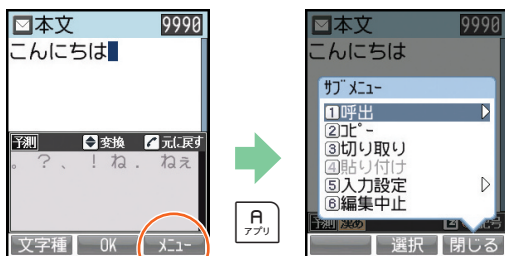 本文 9990
こんにちは
予測 変換 元に戻す
。 ? 、 ! ね . ねぇ
文字種 OK ﾒﾆｭｰ
A
アプリ
本文 9990
こんにちは
ｻﾌﾞﾒﾆｭｰ
1呼出
2ｺﾋﾟｰ
3切り取り
4貼り付け
5入力設定
6編集中止
予測
選択 閉じる